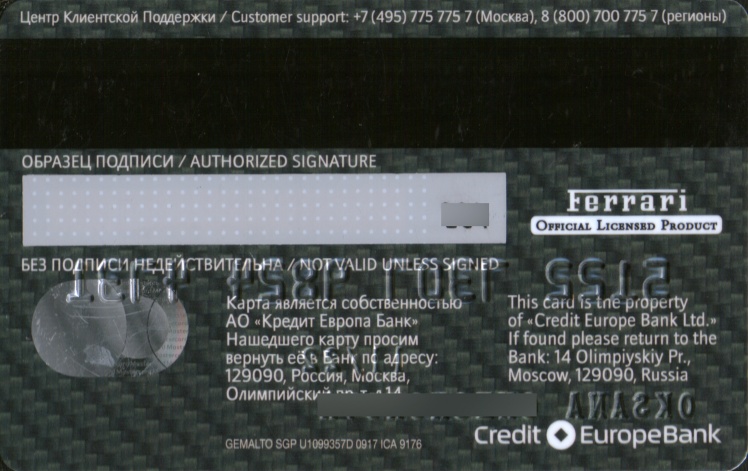 Центр Клиентской Поддержки / Customer support: +7 (495) 775 775 7 (Москва), 8 (800) 700 775 7 (регионы)
ОБРАЗЕЦ ПОДПИСИ / AUTHORIZED SIGNATURE
Ferrari
OFFICIAL LICENSED PRODUCT
БЕЗ ПОДПИСИ НЕДЕЙСТВИТЕЛЬНА / NOT VALID UNLESS SIGNED
Карта является собственностью
АО «Кредит Европа Банк»
Нашедшего карту просим
вернуть её в Банк по адресу:
129090, Россия, Москва,
Олимпийский пр-т, д.14
This card is the property
of «Credit Europe Bank Ltd.»
If found please return to the
Bank: 14 Olimpiyskiy Pr.,
Moscow, 129090, Russia
OKSANA
Credit EuropeBank
GEMALTO SGP U1099357D 0917 ICA 9176